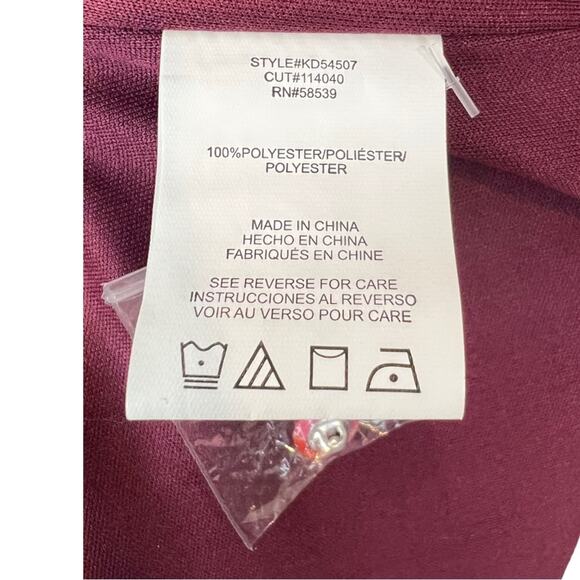 STYLE#KD54507
CUT#114040
RN#58539
100%POLYESTER/POLIÉSTER/
POLYESTER
MADE IN CHINA
HECHO EN CHINA
FABRIQUÉS EN CHINE
SEE REVERSE FOR CARE
INSTRUCCIONES AL REVERSO
VOIR AU VERSO POUR CARE